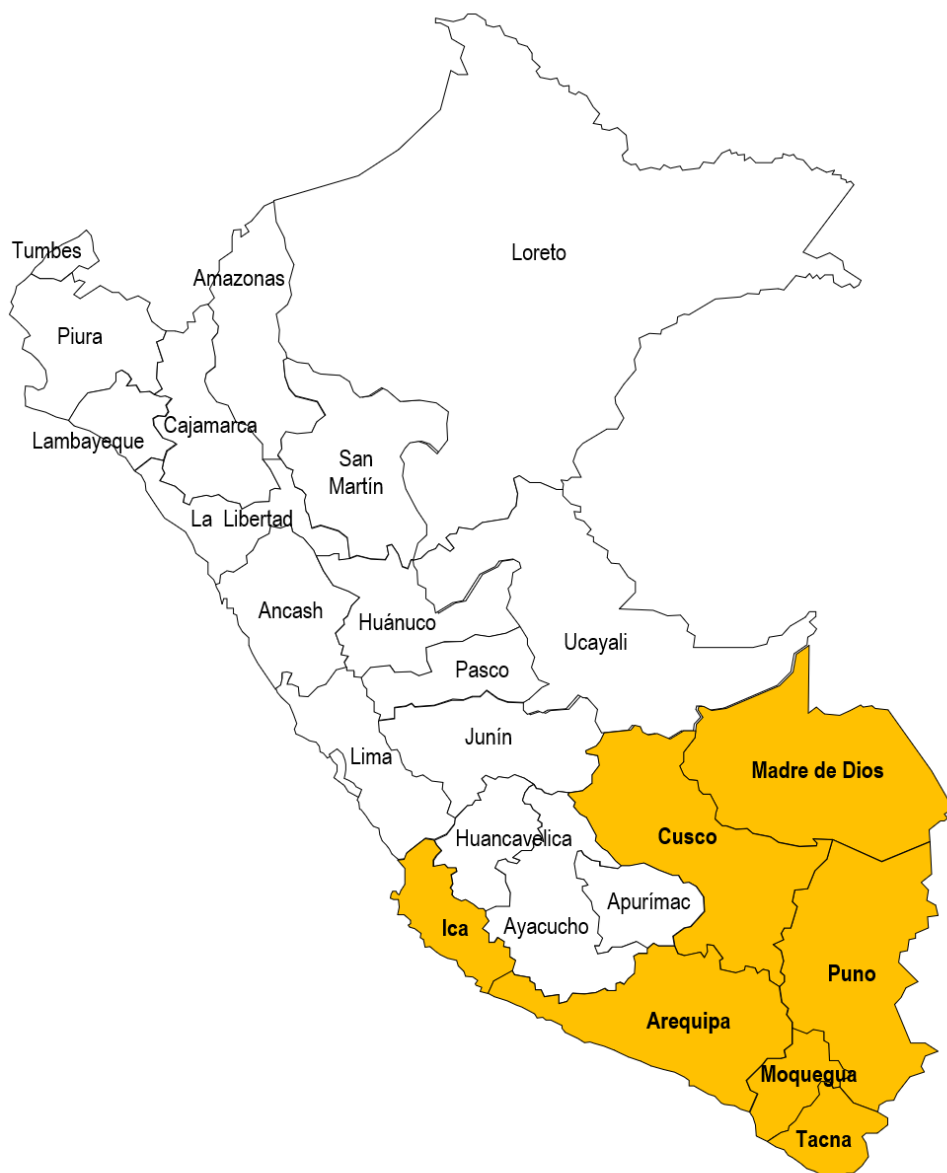 Tumbes
Loreto
Amazonas
Piura
Cajamarca
Lambayeque
San
Martín
La Libertad
Ancash
Huánuco
Ucayali
Pasco
Junín
Lima
Madre de Dios
Huancavelica
Cusco
Apurímac
Ica
Ayacucho
Puno
Arequipa
Moquegua
Tacna